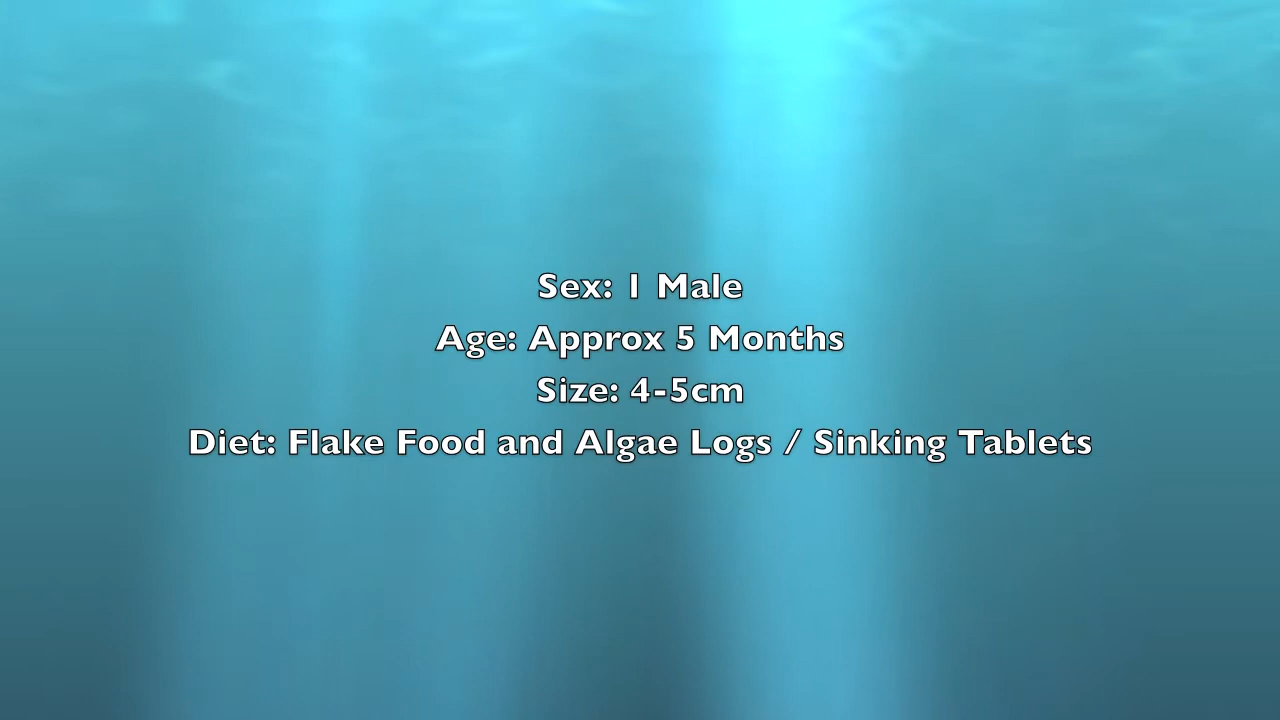 Sex: 1 Male
Age: Approx 5 Months
Size: 4-5cm
Diet: Flake Food and Algae Logs / Sinking Tablets